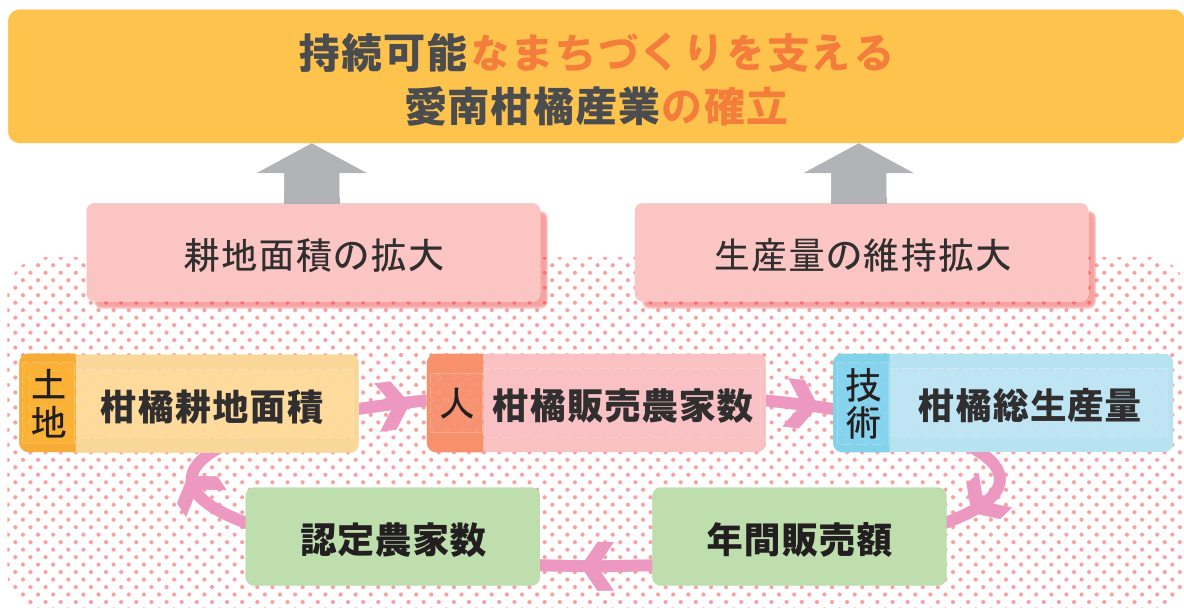 持続可能なまちづくりを支える
愛南柑橘産業の確立
耕地面積の拡大
生産量の維持拡大
土地
柑橘耕地面積
人
柑橘販売農家数
技術
柑橘総生産量
認定農家数
年間販売額